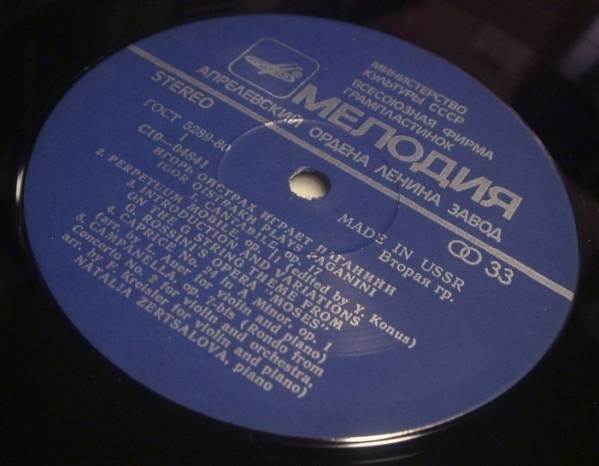 МИНИСТЕРСТВО
КУЛЬТУРЫ СССР
ВСЕСОЮЗНАЯ ФИРМА
ГРАМПЛАСТИНОК
МЕЛОДИЯ
АПРЕЛЕВСКИЙ ОРДЕНА ЛЕНИНА ЗАВОД
STEREO
33
ГОСТ 5289-80
MADE IN USSR
С10—04841
Вторая гр.
ИГОРЬ ОЙСТРАХ ИГРАЕТ ПАГАНИНИ
IGOR OISTRAKH PLAYS PAGANINI
1. CANTABILE, op. 17
2. PERPETUUM MOBILE, op. 11 (edited by Y. Konus)
3. INTRODUCTION AND VARIATIONS
ON THE G STRING THEME FROM
G. ROSSINI'S OPERA "MOSES"
4. CAPRICE No. 24 IN A Minor, op. 1
(arr. by L. Auer for violin and piano)
5. CAMPANELLA, op. 7, bis (Rondo from
Concerto No. 2 for violin and orchestra,
arr. by F. Kreisler for violin and piano)
NATALIA ZERTSALOVA, piano